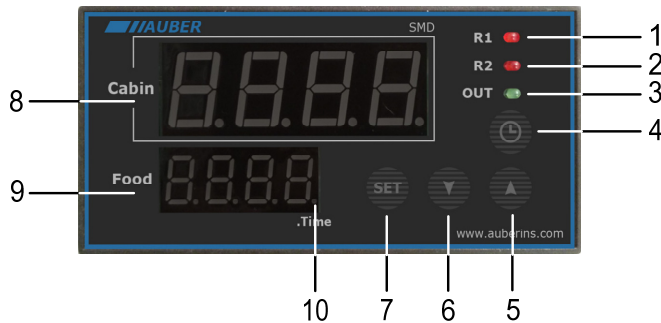 AUBER
SMD
R1
1
R2
2
OUT
3
4
Cabin
8
Food
9
SET
.Time
www.auberins.com
10
7
6
5